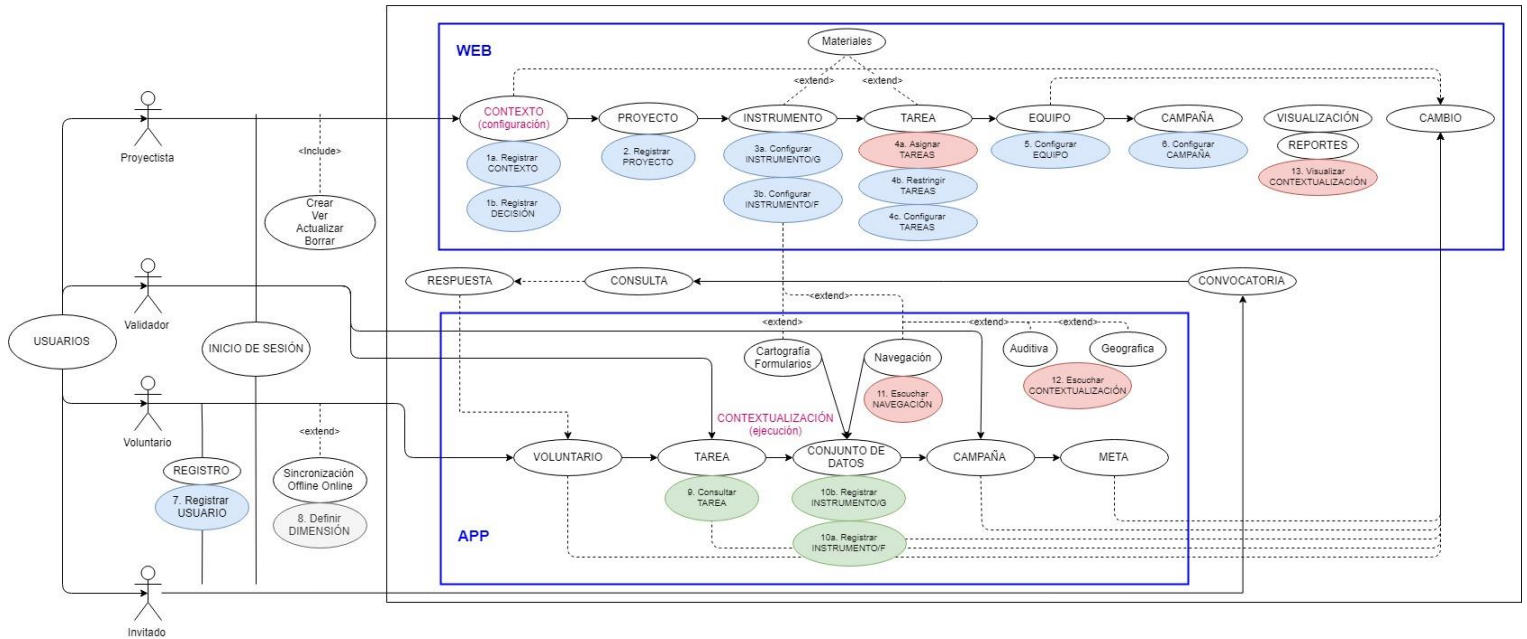 Materiales
WEB
<extend>
<extend>
CONTEXTO
(configuración)
PROYECTO
INSTRUMENTO
TAREA
EQUIPO
CAMPAÑA
VISUALIZACIÓN
CAMBIO
Proyectista
<Include>
1a. Registrar
CONTEXTO
2. Registrar
PROYECTO
3a. Configurar
INSTRUMENTO/G
4a. Asignar
TAREAS
5. Configurar
EQUIPO
6. Configurar
CAMPAÑA
REPORTES
13. Visualizar
CONTEXTUALIZACIÓN
1b. Registrar
DECISIÓN
3b. Configurar
INSTRUMENTO/F
4b. Restringir
TAREAS
4c. Configurar
TAREAS
Crear
Ver
Actualizar
Borrar
RESPUESTA
CONSULTA
CONVOCATORIA
<extend>
Validador
USUARIOS
INICIO DE SESIÓN
<extend>
<extend>
<extend>
Cartografía
Formularios
Navegación
Auditiva
Geografica
11. Escuchar
NAVEGACIÓN
12. Escuchar
CONTEXTUALIZACIÓN
CONTEXTUALIZACIÓN
(ejecución)
Voluntario
<extend>
VOLUNTARIO
TAREA
CONJUNTO DE
DATOS
CAMPAÑA
META
REGISTRO
7. Registrar
USUARIO
Sincronización
Offline Online
8. Definir
DIMENSIÓN
9. Consultar
TAREA
10b. Registrar
INSTRUMENTO/G
10a. Registrar
INSTRUMENTO/F
APP
Invitado